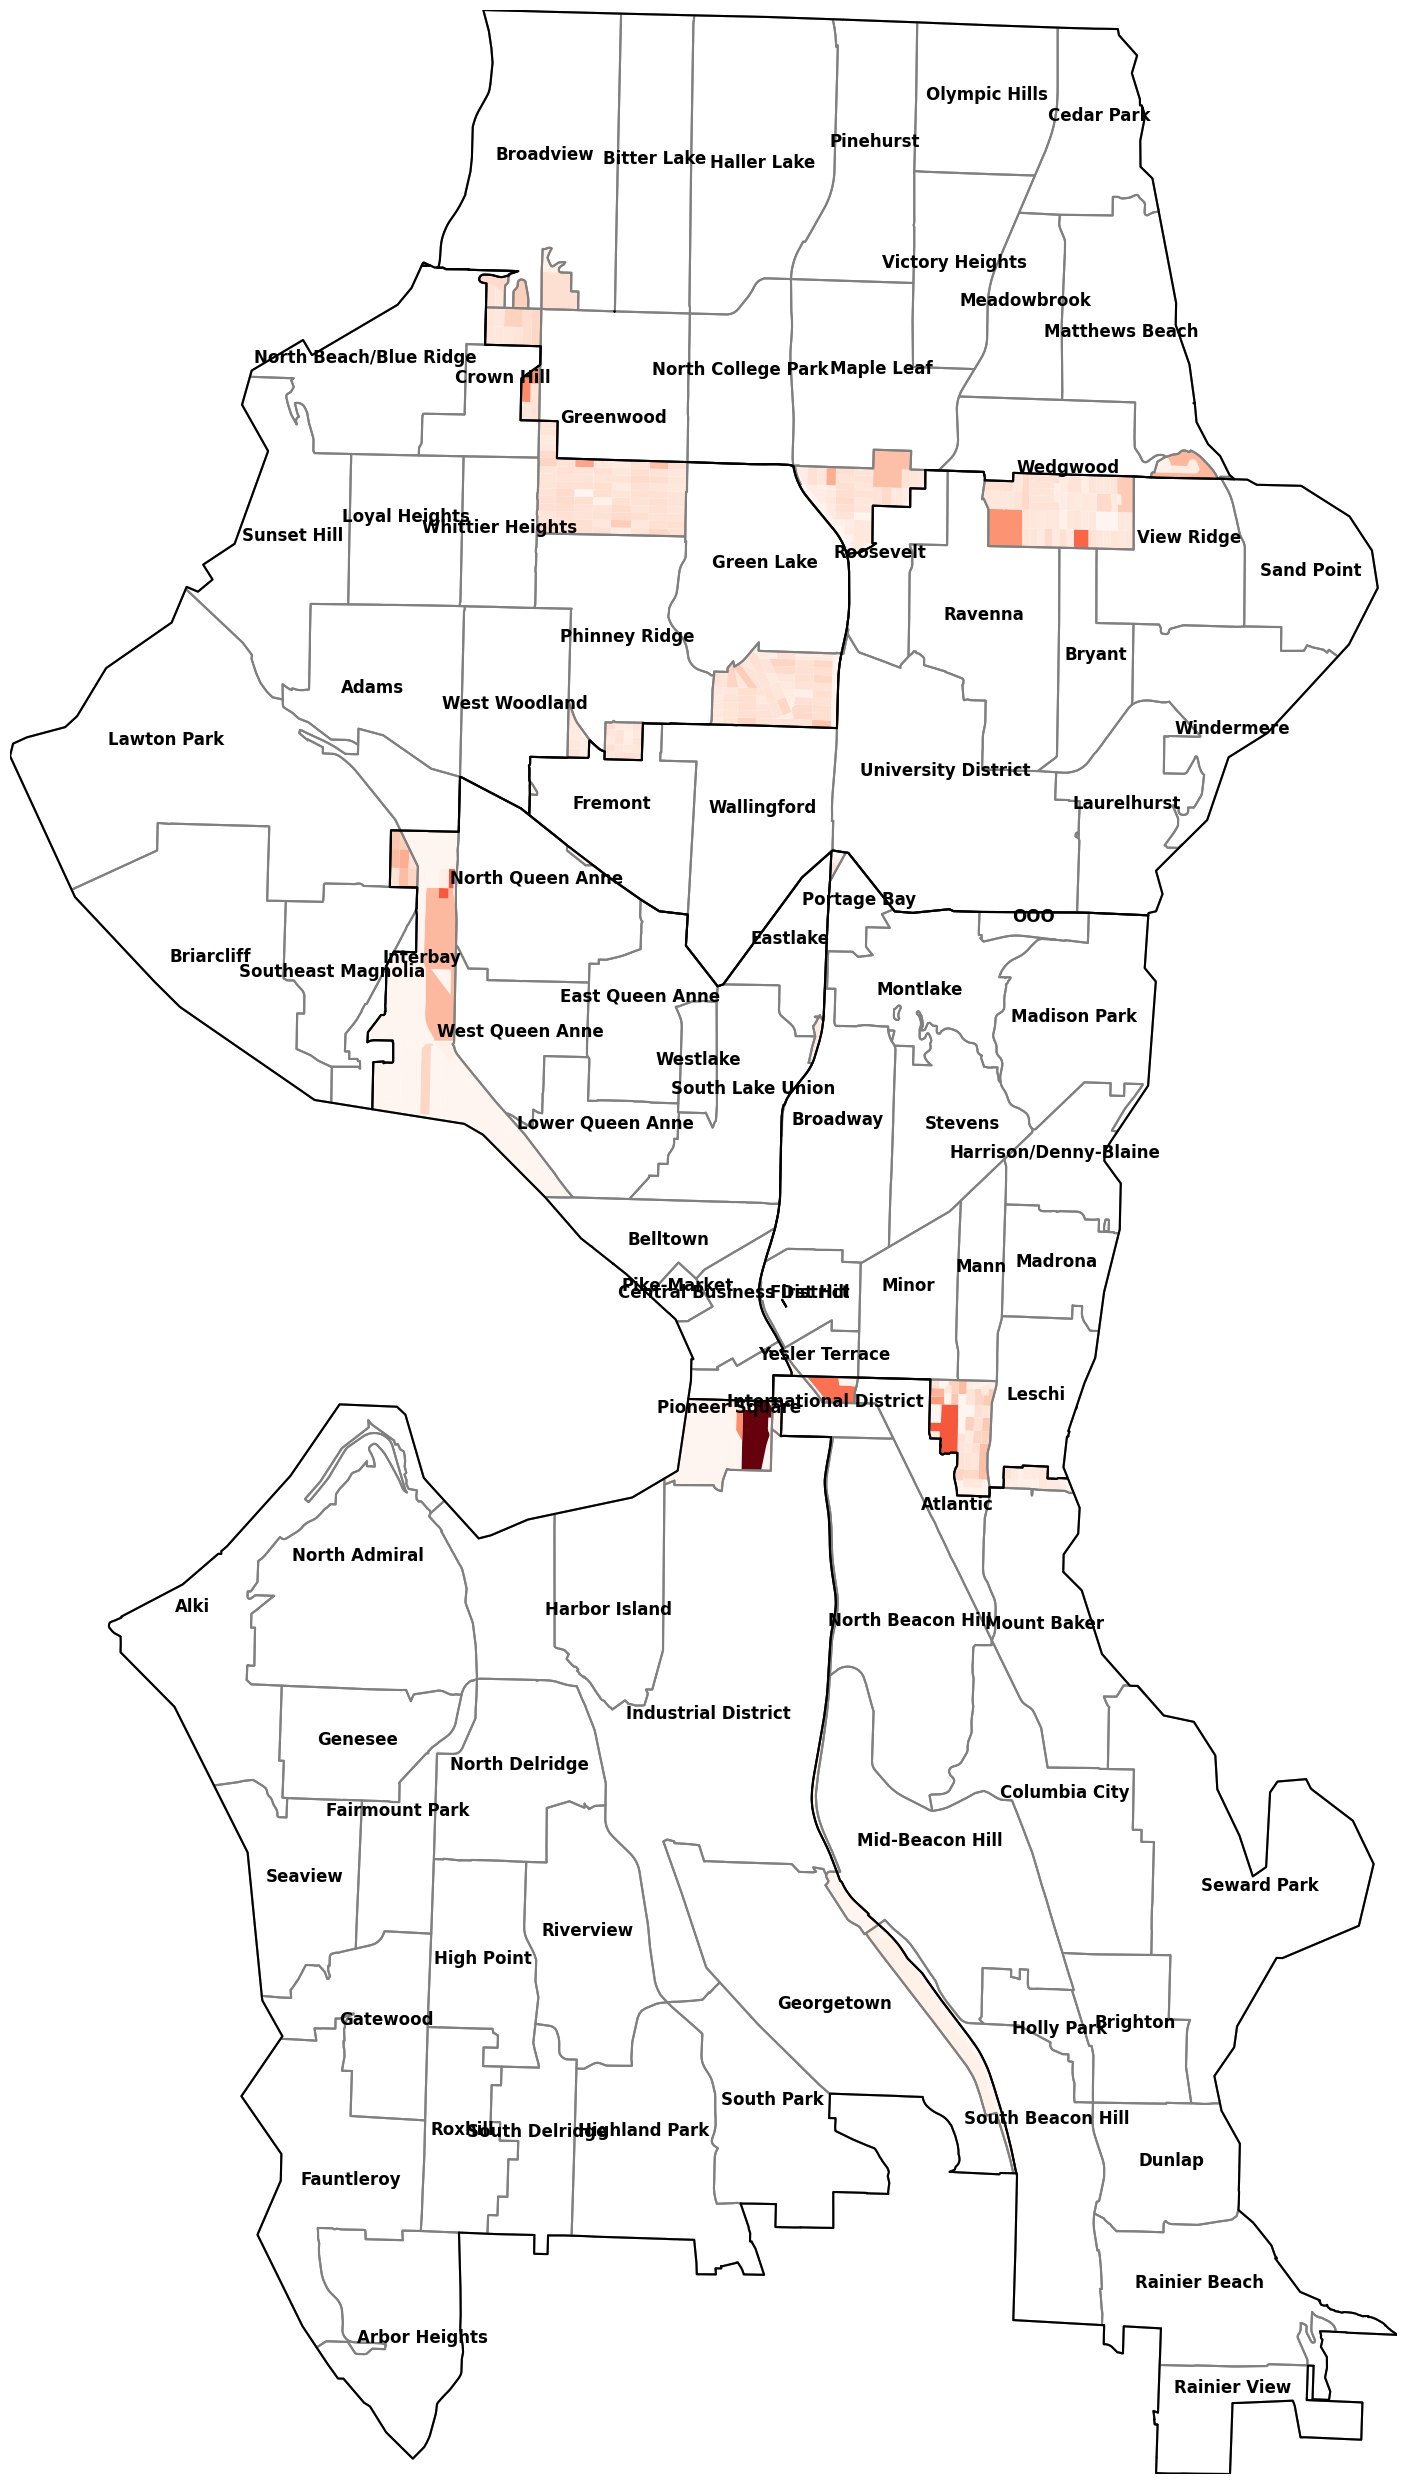 Olympic Hills
Cedar Park
Pinehurst
Broadview
Bitter Lake
Haller Lake
Victory Heights
Meadowbrook
Matthews Beach
North Beach/Blue Ridge
North College Park
Maple Leaf
Crown Hill
Greenwood
Wedgwood
Loyal Heights
Whittier Heights
Sunset Hill
View Ridge
Roosevelt
Green Lake
Sand Point
Ravenna
Phinney Ridge
Bryant
Adams
West Woodland
Windermere
Lawton Park
University District
Fremont
Wallingford
Laurelhurst
North Queen Anne
Portage Bay
OOO
Eastlake
Briarcliff
Interbay
Southeast Magnolia
Montlake
East Queen Anne
Madison Park
West Queen Anne
Westlake
South Lake Union
Broadway
Lower Queen Anne
Stevens
Harrison/Denny-Blaine
Belltown
Madrona
Mann
Pike-Market
Minor
Central Business District
First Hill
Yesler Terrace
Leschi
International District
Pioneer Square
Atlantic
North Admiral
Alki
Harbor Island
North Beacon Hill
Mount Baker
Industrial District
Genesee
North Delridge
Columbia City
Fairmount Park
Mid-Beacon Hill
Seaview
Seward Park
Riverview
High Point
Georgetown
Gatewood
Brighton
Holly Park
South Park
South Beacon Hill
Roxhill
South Delridge
Highland Park
Dunlap
Fauntleroy
Rainier Beach
Arbor Heights
Rainier View